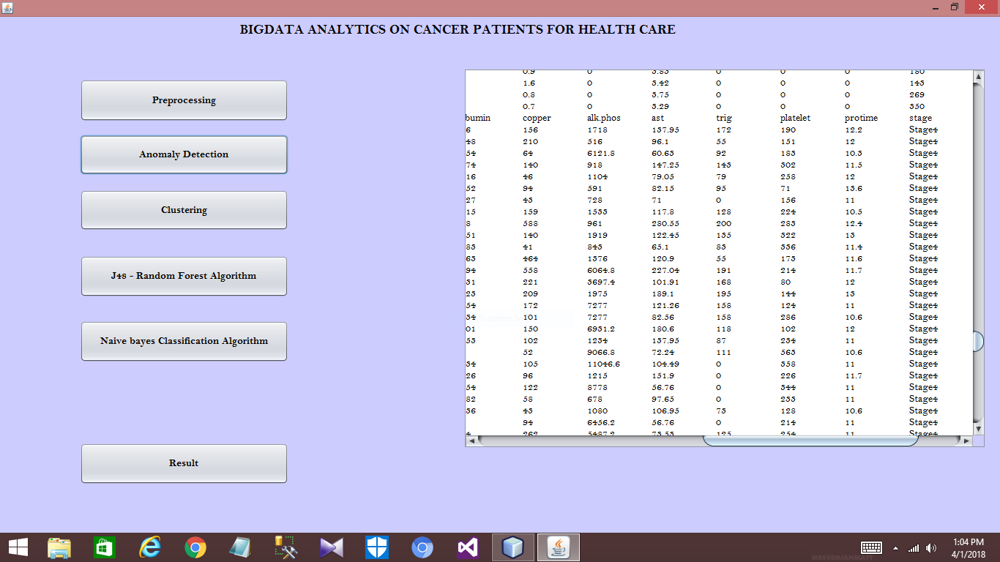 BIGDATA ANALYTICS ON CANCER PATIENTS FOR HEALTH CARE
Preprocessing
Anomaly Detection
Clustering
J48 - Random Forest Algorithm
Naive bayes Classification Algorithm
Result
0.9 0 3.83 0 0 0 180
1.6 0 3.42 0 0 0 143
0.8 0 3.75 0 0 0 269
0.7 0 3.29 0 0 0 350
bumin copper alk.phos ast trig platelet protime stage
6 156 1718 137.95 172 190 12.2 Stage4
48 210 516 96.1 55 151 12 Stage4
54 64 6121.8 60.63 92 183 10.3 Stage4
74 140 918 147.25 143 302 11.5 Stage4
16 46 1104 79.05 79 258 12 Stage4
52 94 591 82.15 95 71 13.6 Stage4
27 43 728 71 0 156 11 Stage4
15 159 1533 117.8 128 224 10.5 Stage4
8 588 961 280.55 200 283 12.4 Stage4
51 140 1919 122.45 135 322 13 Stage4
83 41 843 65.1 83 336 11.4 Stage4
63 464 1376 120.9 55 173 11.6 Stage4
94 558 6064.8 227.04 191 214 11.7 Stage4
31 221 3697.4 101.91 168 80 12 Stage4
23 209 1975 189.1 195 144 13 Stage4
54 172 7277 121.26 158 124 11 Stage4
34 101 7277 82.56 158 286 10.6 Stage4
01 150 6931.2 180.6 118 102 12 Stage4
53 102 1234 137.95 87 234 11 Stage4
52 9066.8 72.24 111 563 10.6 Stage4
34 105 11046.6 104.49 0 358 11 Stage4
26 96 1215 151.9 0 226 11.7 Stage4
54 122 8778 56.76 0 344 11 Stage4
82 58 678 97.65 0 233 11 Stage4
36 43 1080 106.95 73 128 10.6 Stage4
94 6456.2 56.76 0 214 11 Stage4
4 262 5487.2 73.53 125 254 11 Stage4
1:04 PM
4/1/2018